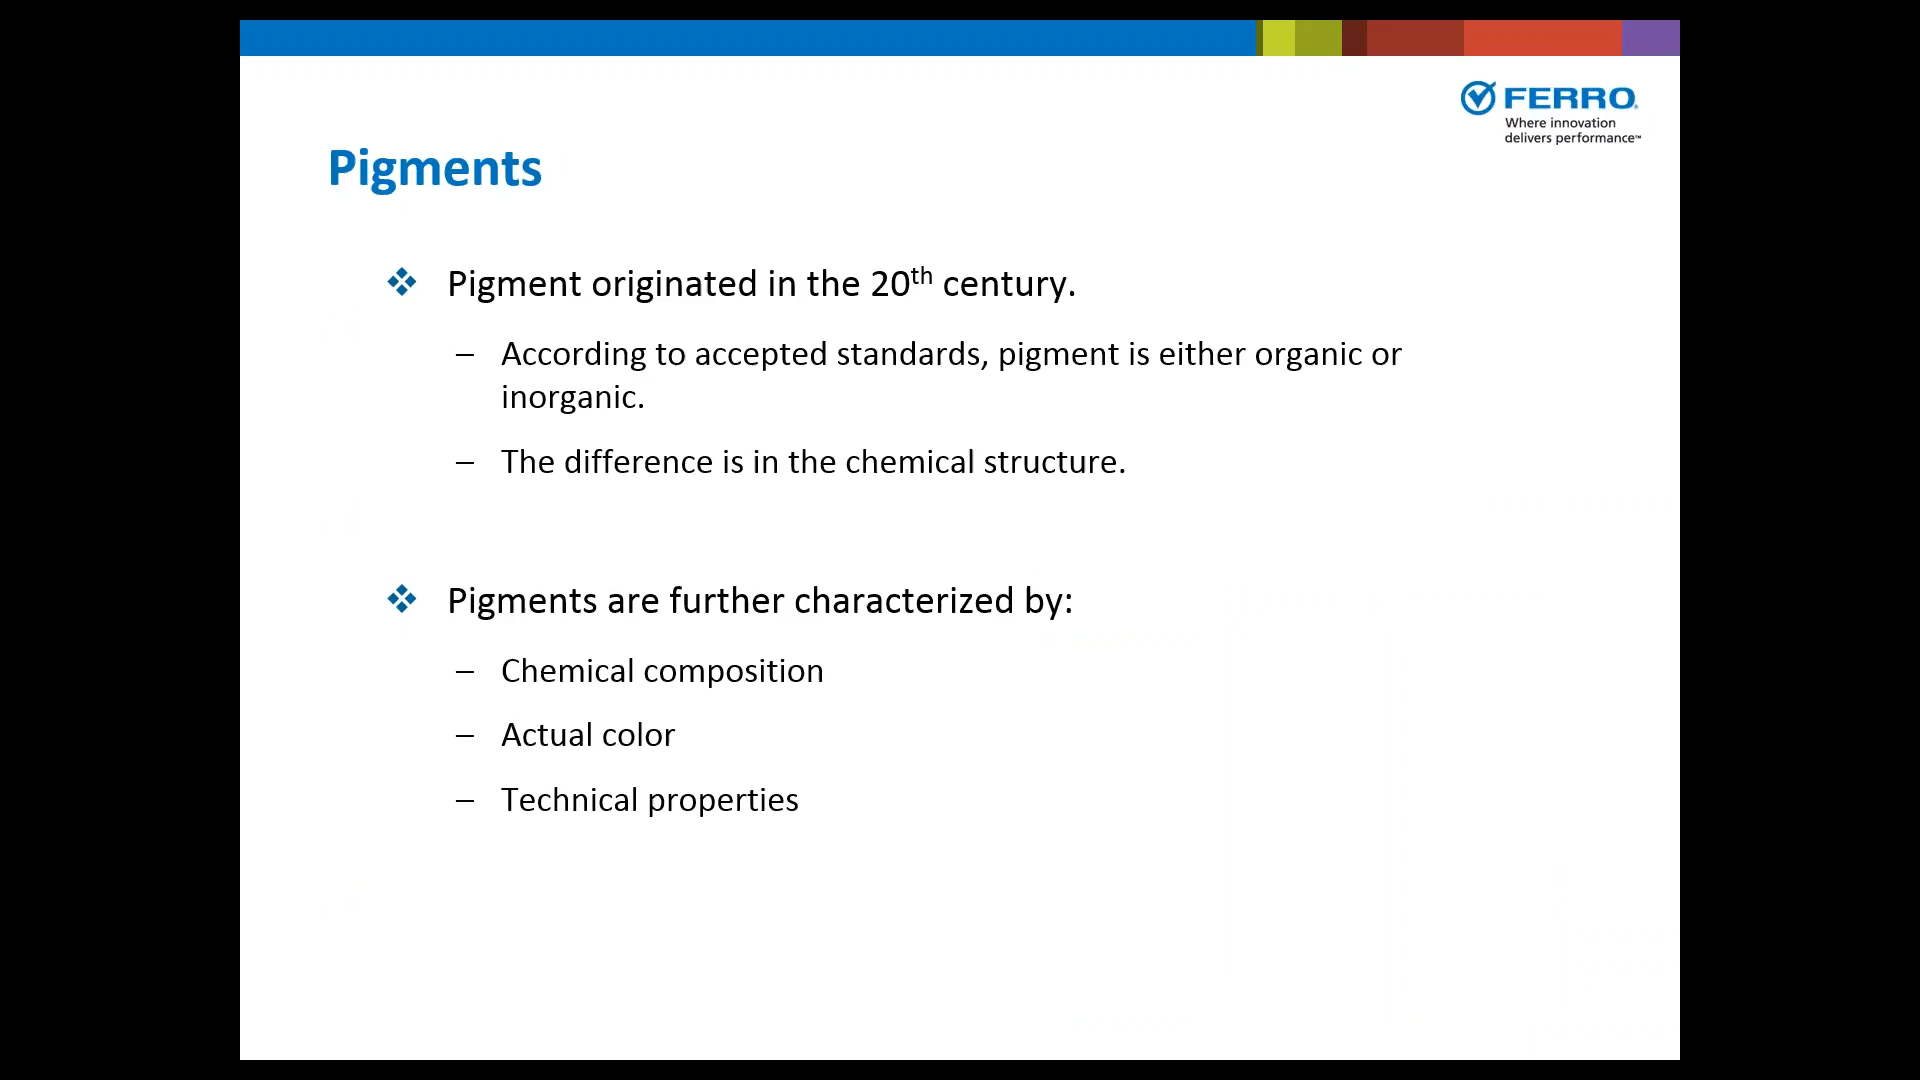 FERRO
Where innovation
delivers performance™
Pigments
❖ Pigment originated in the 20th century.
– According to accepted standards, pigment is either organic or
inorganic.
– The difference is in the chemical structure.
❖ Pigments are further characterized by:
– Chemical composition
– Actual color
– Technical properties